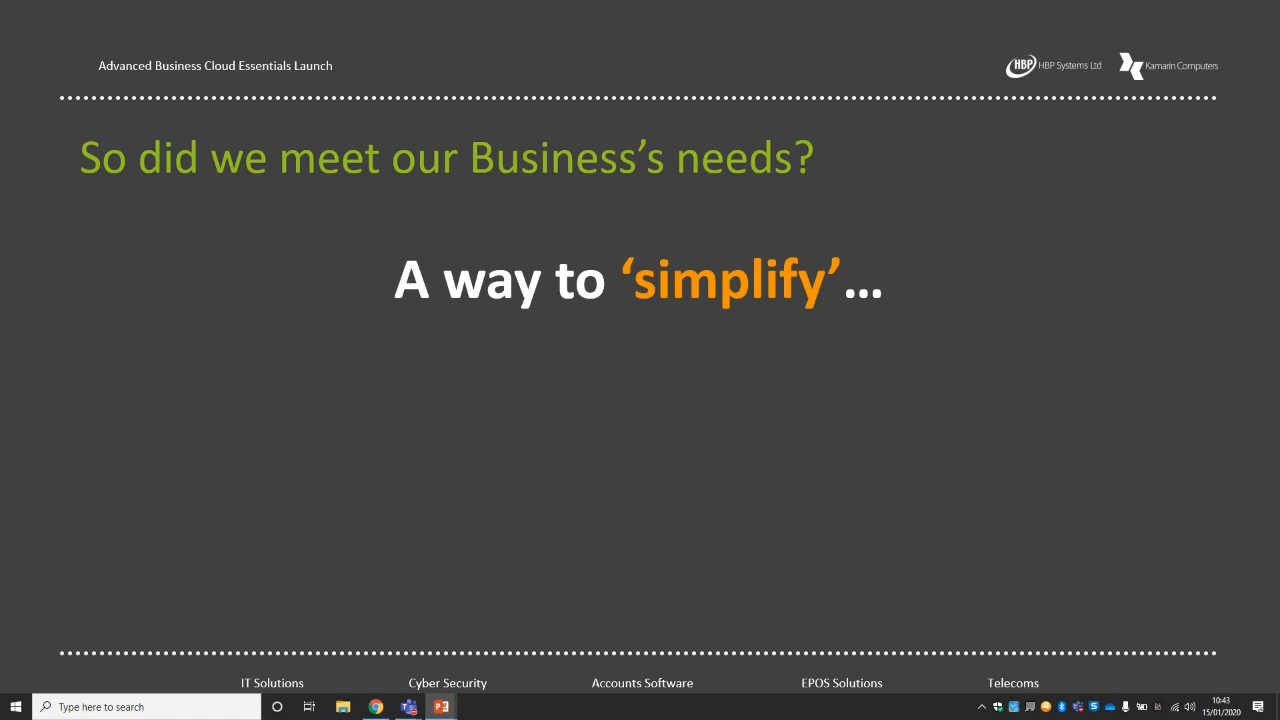 Advanced Business Cloud Essentials Launch
HBP HBP Systems Ltd
Kamarin Computers
So did we meet our Business’s needs?
A way to ‘simplify’...
IT Solutions
Cyber Security
Accounts Software
EPOS Solutions
Telecoms
Type here to search
10:43
15/01/2020